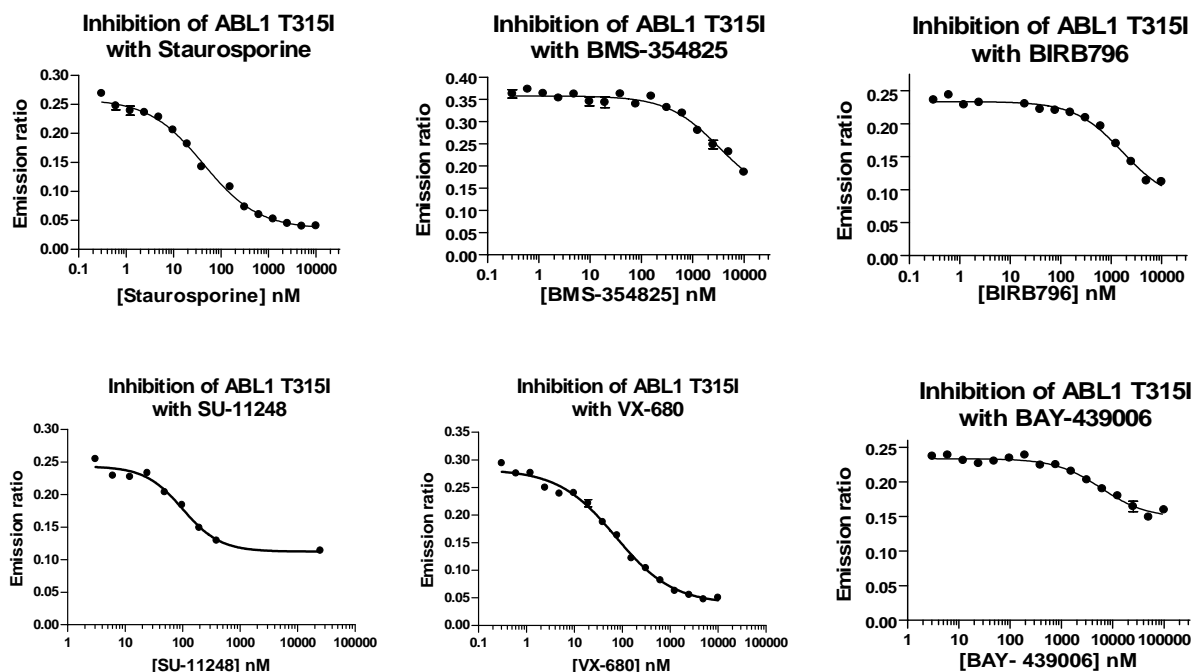 Inhibition of ABL1 T315I
with Staurosporine
Emission ratio
0.30
0.25
0.20
0.15
0.10
0.05
0.00
0.1 1 10 100 1000 10000
[Staurosporine] nM
Inhibition of ABL1 T315I
with BMS-354825
Emission ratio
0.40
0.35
0.30
0.25
0.20
0.15
0.10
0.05
0.00
0.1 1 10 100 1000 10000
[BMS-354825] nM
Inhibition of ABL1 T315I
with BIRB796
Emission ratio
0.25
0.20
0.15
0.10
0.05
0.00
0.1 1 10 100 1000 10000
[BIRB796] nM
Inhibition of ABL1 T315I
with SU-11248
Emission ratio
0.30
0.25
0.20
0.15
0.10
0.05
0.00
1 10 100 1000 10000 100000
[SU-11248] nM
Inhibition of ABL1 T315I
with VX-680
Emission ratio
0.35
0.30
0.25
0.20
0.15
0.10
0.05
0.00
0.1 1 10 100 1000 10000 100000
[VX-680] nM
Inhibition of ABL1 T315I
with BAY-439006
Emission ratio
0.25
0.20
0.15
0.10
0.05
0.00
1 10 100 1000 10000 100000
[BAY- 439006] nM